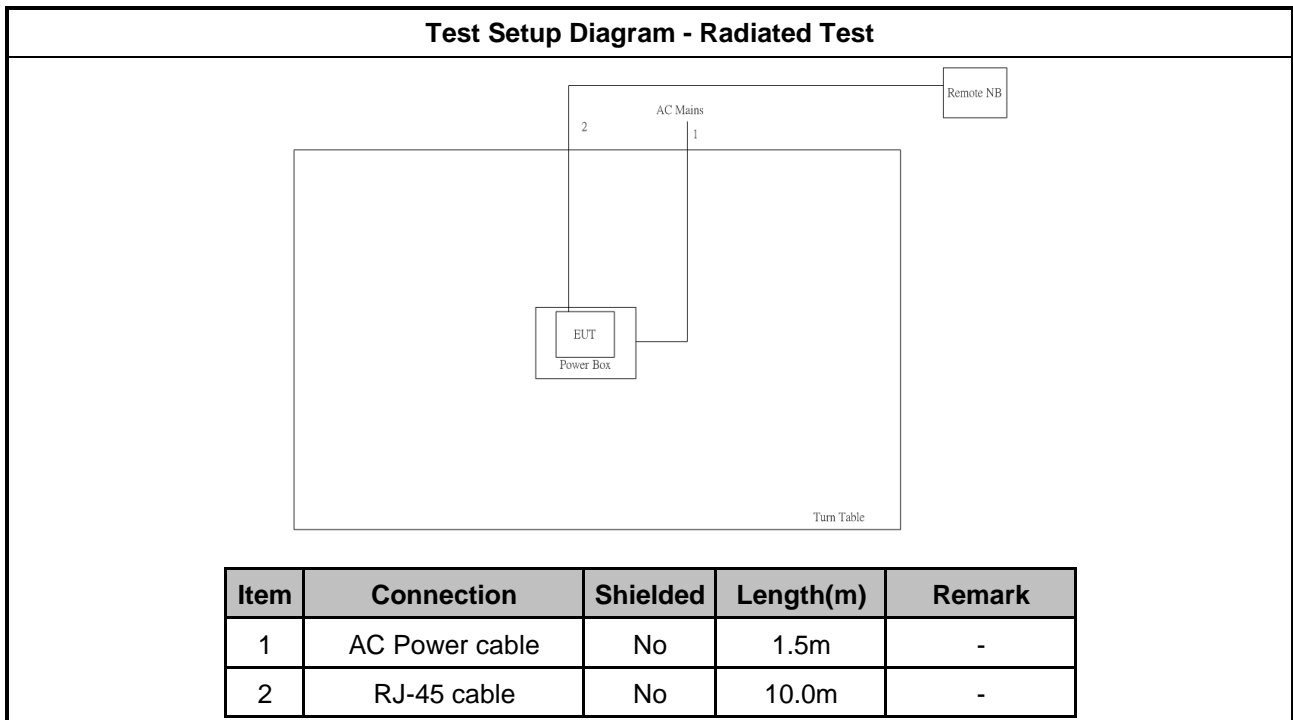 Test Setup Diagram - Radiated Test
Remote NB
AC Mains
2
1
EUT
Power Box
Turn Table
Item Connection Shielded Length(m) Remark
1 AC Power cable No 1.5m -
2 RJ-45 cable No 10.0m -